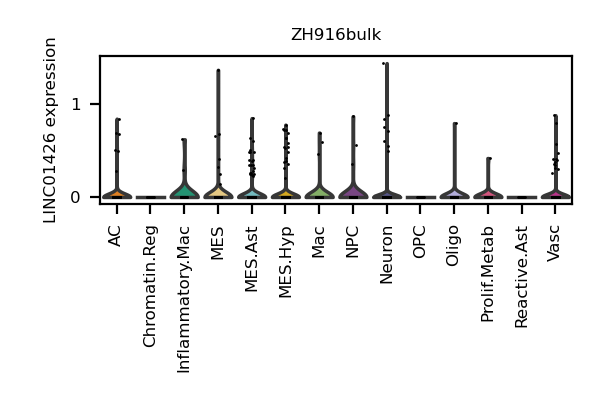 ZH916bulk
LINC01426 expression
1
0
AC
Chromatin.Reg
Inflammatory.Mac
MES
MES.Ast
MES.Hyp
Mac
NPC
Neuron
OPC
Oligo
Prolif.Metab
Reactive.Ast
Vasc